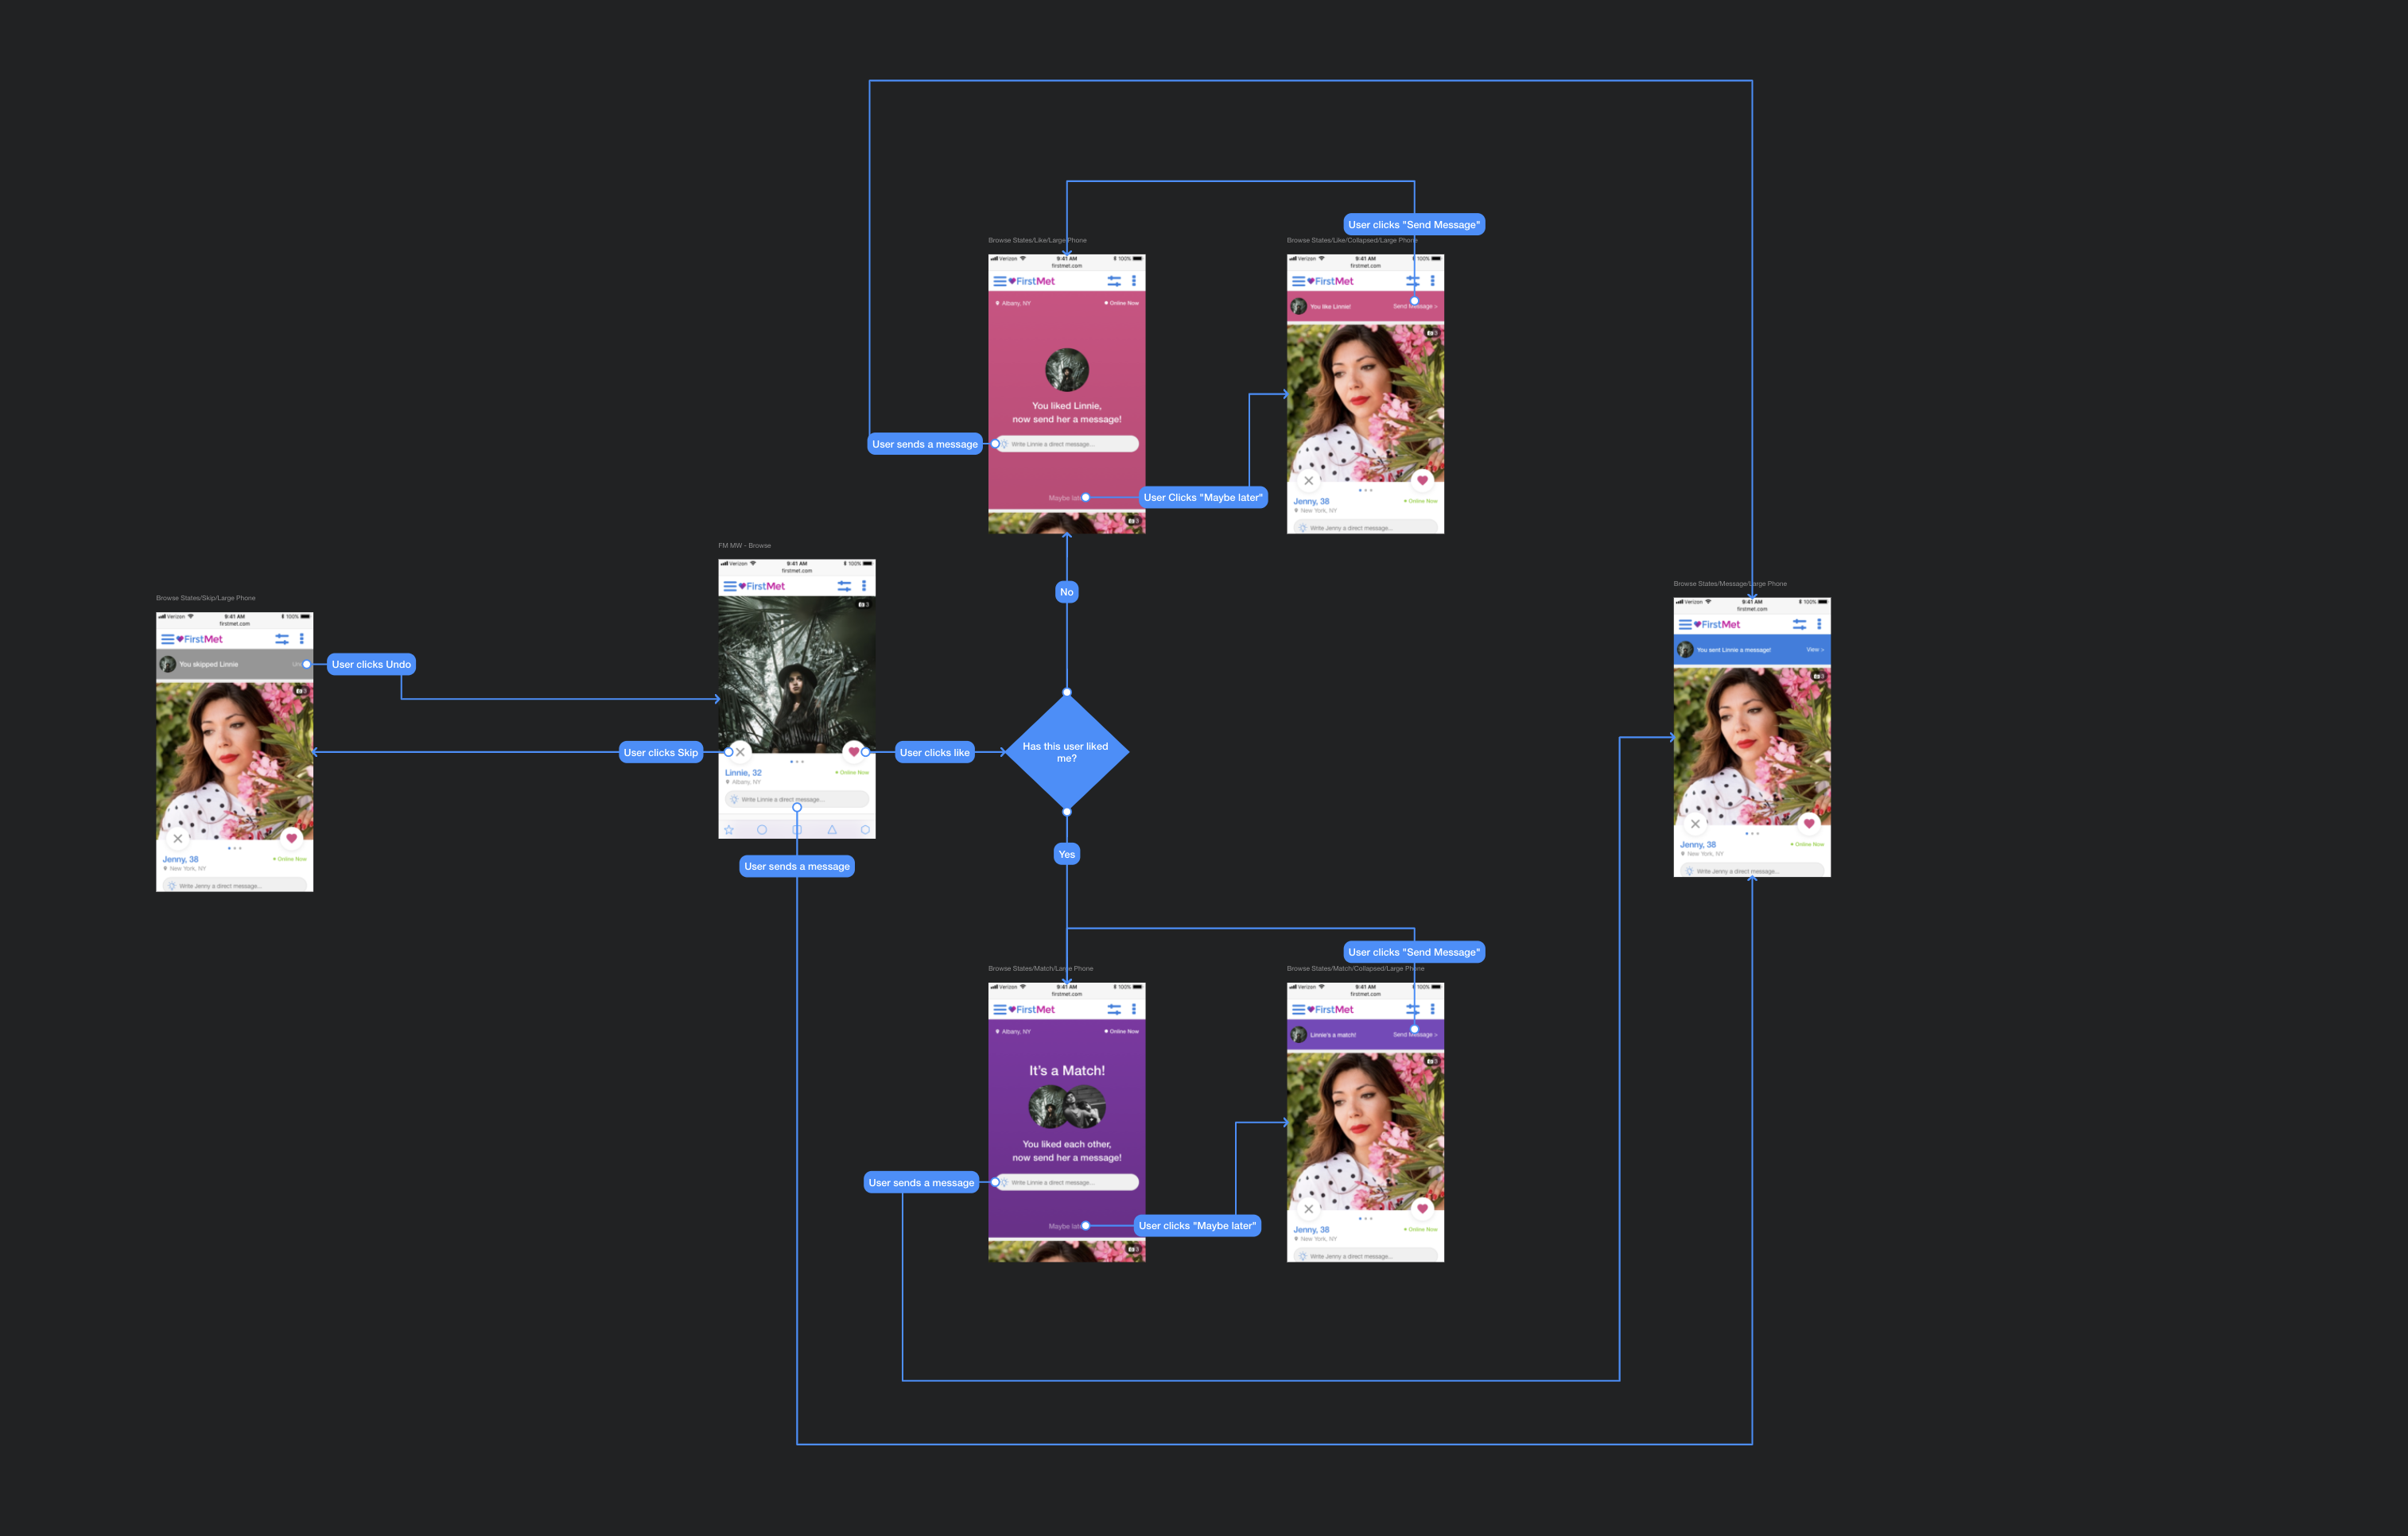 User clicks "Send Message"
Browse States/Like/Large Phone
Browse States/Like/Collapsed/Large Phone
Verizon 9:41 AM 100%
firstmet.com
FirstMet
Albany, NY Online Now
You liked Linnie,
now send her a message!
Write Linnie a direct message...
Maybe
User sends a message
User Clicks "Maybe later"
Verizon 9:41 AM 100%
firstmet.com
FirstMet
You like Linnie!
Send Message >
3
Jenny, 38
Online Now
New York, NY
Write Jenny a direct message...
3
No
FM MW - Browse
Verizon 9:41 AM 100%
firstmet.com
FirstMet
3
Linnie, 32
Online Now
Albany, NY
Write Linnie a direct message...
Browse States/Skip/Large Phone
Verizon 9:41 AM 100%
firstmet.com
FirstMet
You skipped Linnie
3
Jenny, 38
Online Now
New York, NY
Write Jenny a direct message...
User clicks Undo
User clicks Skip
User clicks like
Has this user liked
me?
User sends a message
Yes
Browse States/Message/Large Phone
Verizon 9:41 AM 100%
firstmet.com
FirstMet
You sent Linnie a message!
View >
3
Jenny, 38
Online Now
New York, NY
Write Jenny a direct message...
User clicks "Send Message"
Browse States/Match/Large Phone
Browse States/Match/Collapsed/Large Phone
Verizon 9:41 AM 100%
firstmet.com
FirstMet
Albany, NY Online Now
It's a Match!
You liked each other,
now send her a message!
Write Linnie a direct message...
Maybe
3
User sends a message
User clicks "Maybe later"
Verizon 9:41 AM 100%
firstmet.com
FirstMet
Linnie's a match!
Send Message >
3
Jenny, 38
Online Now
New York, NY
Write Jenny a direct message...